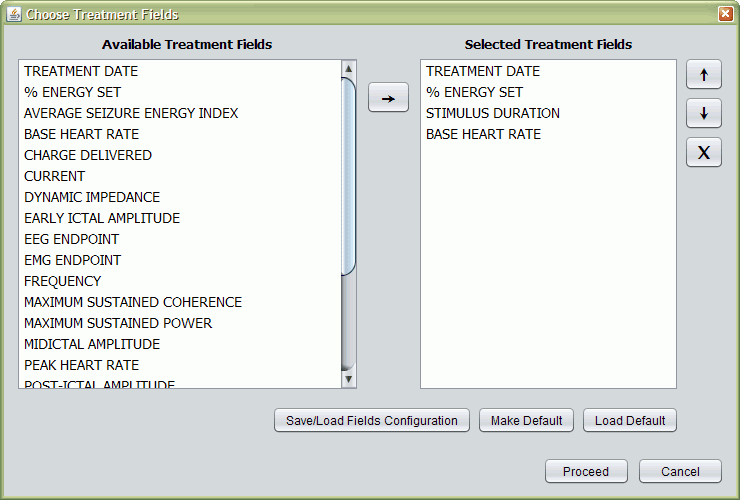 Choose Treatment Fields
Available Treatment Fields
TREATMENT DATE
% ENERGY SET
AVERAGE SEIZURE ENERGY INDEX
BASE HEART RATE
CHARGE DELIVERED
CURRENT
DYNAMIC IMPEDANCE
EARLY ICTAL AMPLITUDE
EEG ENDPOINT
EMG ENDPOINT
FREQUENCY
MAXIMUM SUSTAINED COHERENCE
MAXIMUM SUSTAINED POWER
MIDICTAL AMPLITUDE
PEAK HEART RATE
POST-ICTAL AMPLITUDE
Selected Treatment Fields
TREATMENT DATE
% ENERGY SET
STIMULUS DURATION
BASE HEART RATE
X
Save/Load Fields Configuration Make Default Load Default
Proceed Cancel